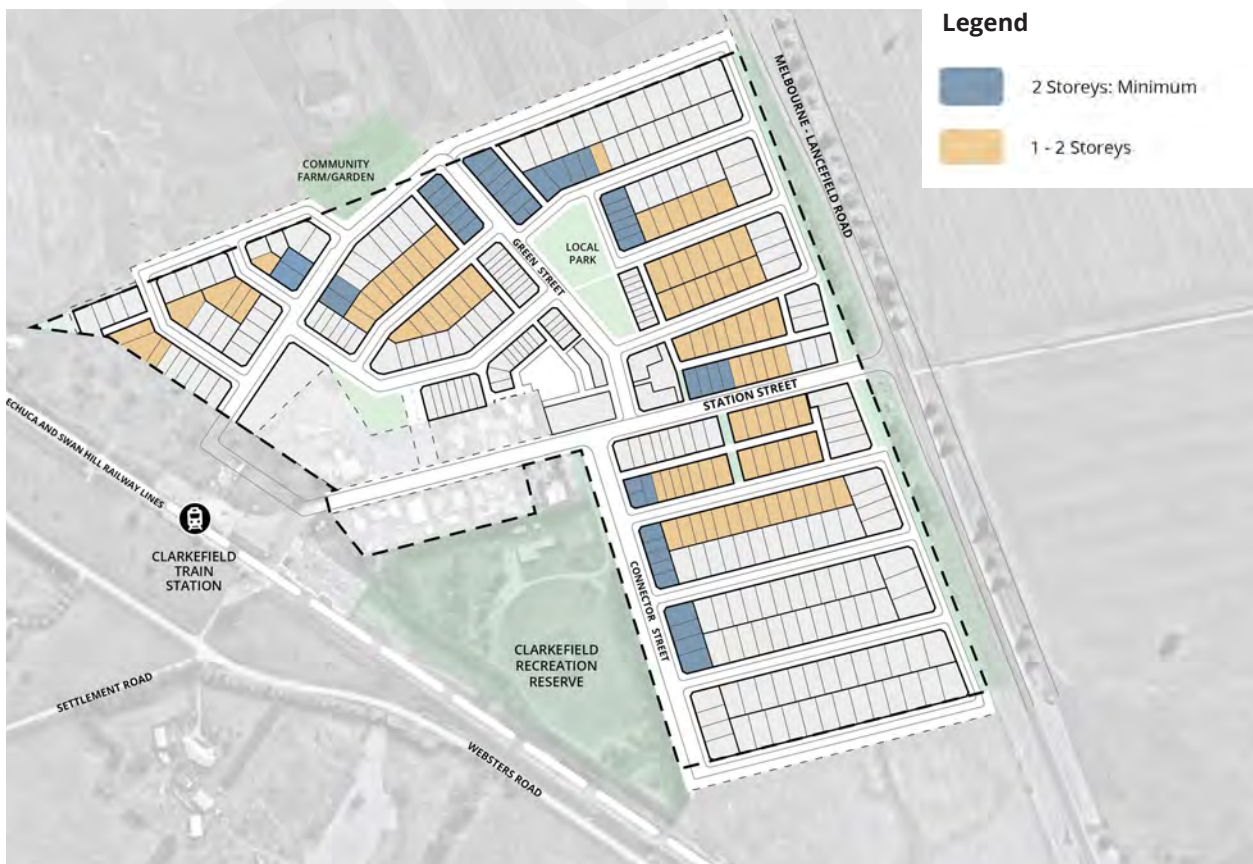 Legend
2 Storeys: Minimum
1 - 2 Storeys
MELBOURNE - LANCEFIELD ROAD
COMMUNITY
FARM/GARDEN
GREEN STREET
LOCAL
PARK
STATION STREET
ECHUCA AND SWAN HILL RAILWAY LINES
CLARKEFIELD
TRAIN
STATION
CONNECTOR STREET
CLARKEFIELD
RECREATION
RESERVE
SETTLEMENT ROAD
WEBSTERS ROAD